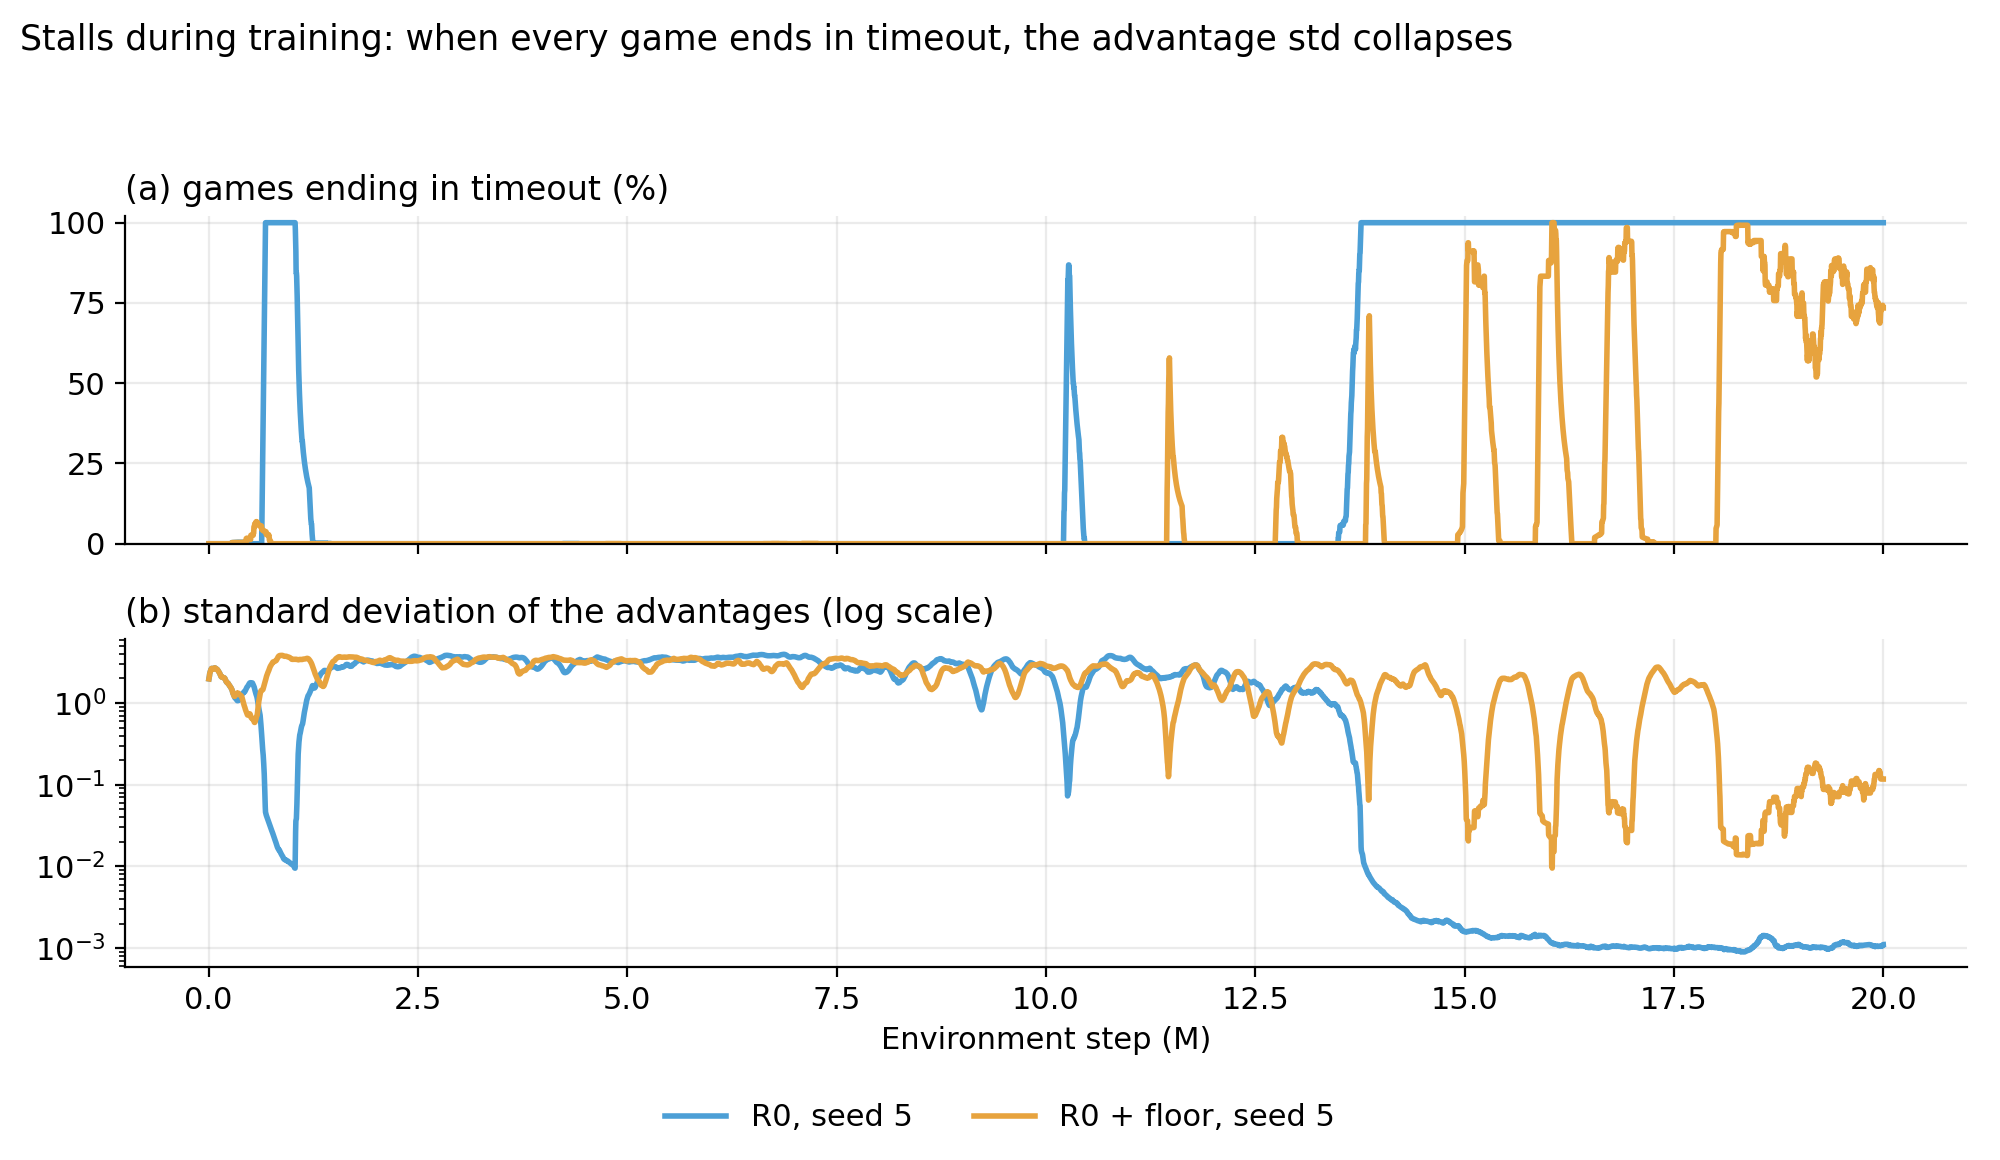 Stalls during training: when every game ends in timeout, the advantage std collapses
(a) games ending in timeout (%)
100
75
50
25
0
(b) standard deviation of the advantages (log scale)
10⁰
10⁻¹
10⁻²
10⁻³
0.0 2.5 5.0 7.5 10.0 12.5 15.0 17.5 20.0
Environment step (M)
R0, seed 5 R0 + floor, seed 5